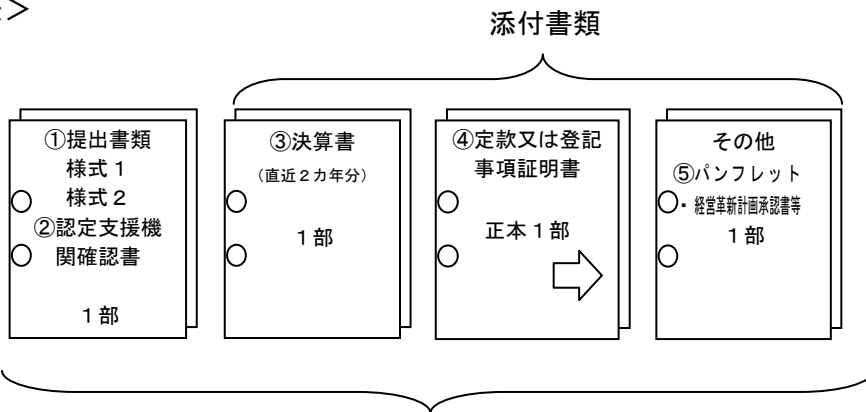 ＞
添付書類
①提出書類
様式１
様式２
②認定支援機
関確認書
１部
③決算書
（直近２カ年分）
１部
④定款又は登記
事項証明書
正本１部
その他
⑤パンフレット
・経営革新計画承認書等
１部